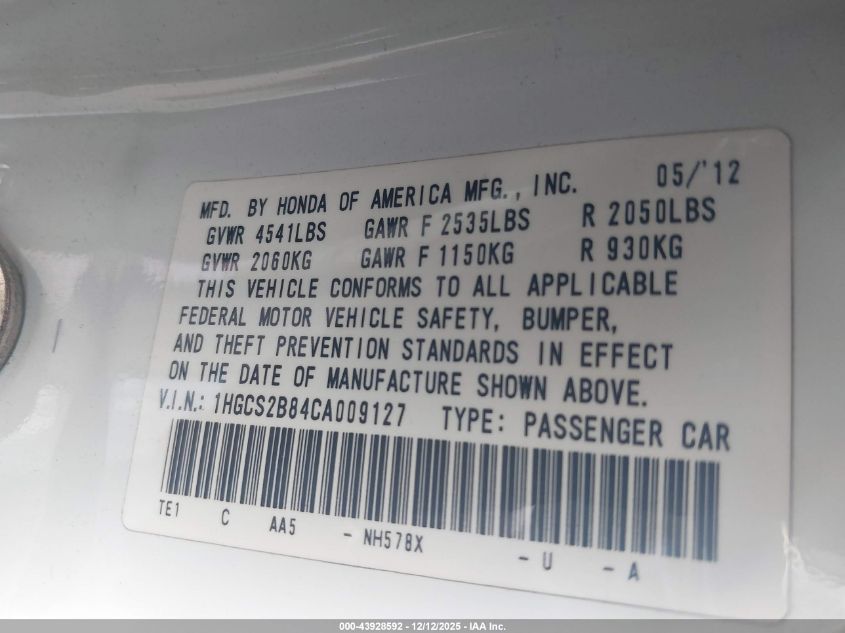 MFD. BY HONDA OF AMERICA MFG., INC. 05/'12
GVWR 4541LBS GAWR F 2535LBS R 2050LBS
GVWR 2060KG GAWR F 1150KG R 930KG
THIS VEHICLE CONFORMS TO ALL APPLICABLE
FEDERAL MOTOR VEHICLE SAFETY, BUMPER,
AND THEFT PREVENTION STANDARDS IN EFFECT
ON THE DATE OF MANUFACTURE SHOWN ABOVE.
V.I.N.: 1HGCS2B84CA009127 TYPE: PASSENGER CAR
TE1 C AA5 - NH578X - U - A
000-43928592 - 12/12/2025 - IAA Inc.